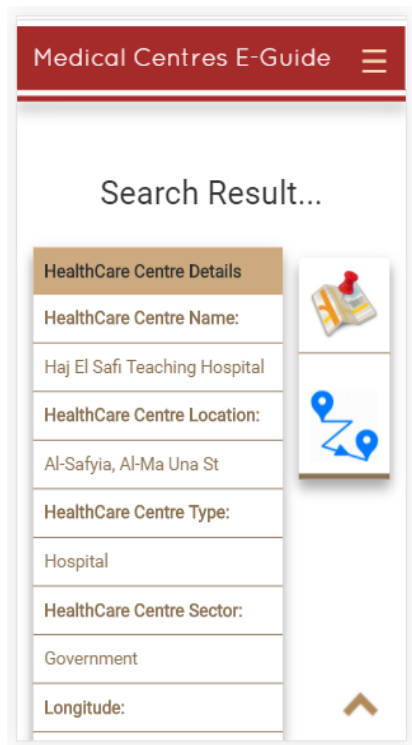 Medical Centres E-Guide
Search Result...
HealthCare Centre Details
HealthCare Centre Name:
Haj El Safi Teaching Hospital
HealthCare Centre Location:
Al-Safyia, Al-Ma Una St
HealthCare Centre Type:
Hospital
HealthCare Centre Sector:
Government
Longitude: